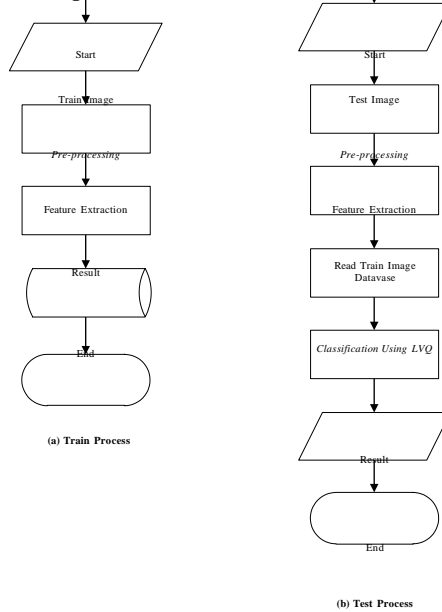 Start
Train Image
Pre-processing
Feature Extraction
Result
End
(a) Train Process
Start
Test Image
Pre-processing
Feature Extraction
Read Train Image
Datavase
Classification Using LVQ
Result
End
(b) Test Process